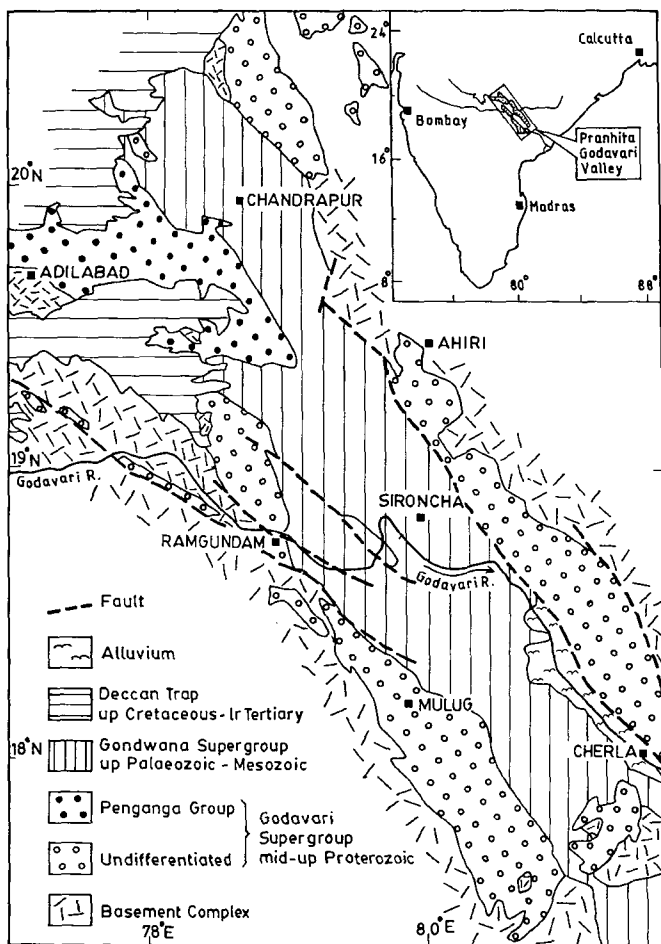 24°
Calcutta
Bombay
Pranhita
Godavari
Valley
16°
Madras
8°
80°
88°
20°N
CHANDRAPUR
ADILABAD
AHIRI
19°N
Godavari R.
SIRONCHA
RAMGUNDAM
Godavari R.
Fault
Alluvium
Deccan Trap
up Cretaceous-lr Tertiary
MULUG
Gondwana Supergroup
up Palaeozoic-Mesozoic
18°N
CHERLA
Penganga Group
Godavari
Supergroup
mid-up Proterozoic
Undifferentiated
Basement Complex
78°E
80°E